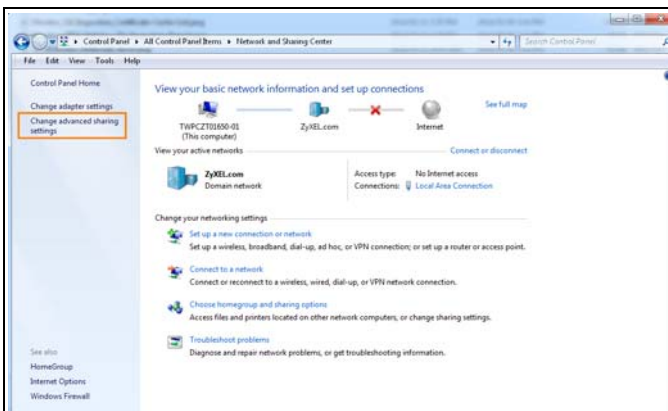 Control Panel ▸ All Control Panel Items ▸ Network and Sharing Center
Search Control Panel
File Edit View Tools Help
Control Panel Home
Change adapter settings
Change advanced sharing
settings
View your basic network information and set up connections
See full map
TWPCZT01650-01 ZyXEL.com Internet
(This computer)
View your active networks Connect or disconnect
ZyXEL.com Access type: No Internet access
Domain network Connections: Local Area Connection
Change your networking settings
Set up a new connection or network
Set up a wireless, broadband, dial-up, ad hoc, or VPN connection; or set up a router or access point.
Connect to a network
Connect or reconnect to a wireless, wired, dial-up, or VPN network connection.
Choose homegroup and sharing options
Access files and printers located on other network computers, or change sharing settings.
Troubleshoot problems
Diagnose and repair network problems, or get troubleshooting information.
See also
HomeGroup
Internet Options
Windows Firewall